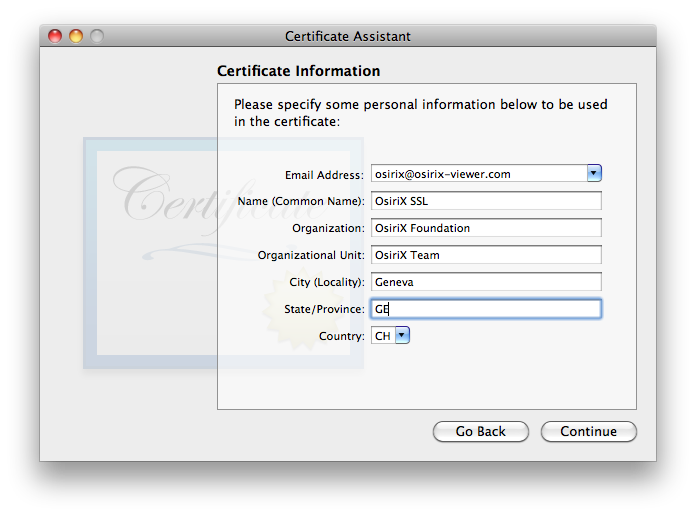 Certificate Assistant
Certificate Information
Please specify some personal information below to be used
in the certificate:
Certificate
Email Address: osirix@osirix-viewer.com
Name (Common Name): OsiriX SSL
Organization: OsiriX Foundation
Organizational Unit: OsiriX Team
City (Locality): Geneva
State/Province: GE
Country: CH
Go Back Continue